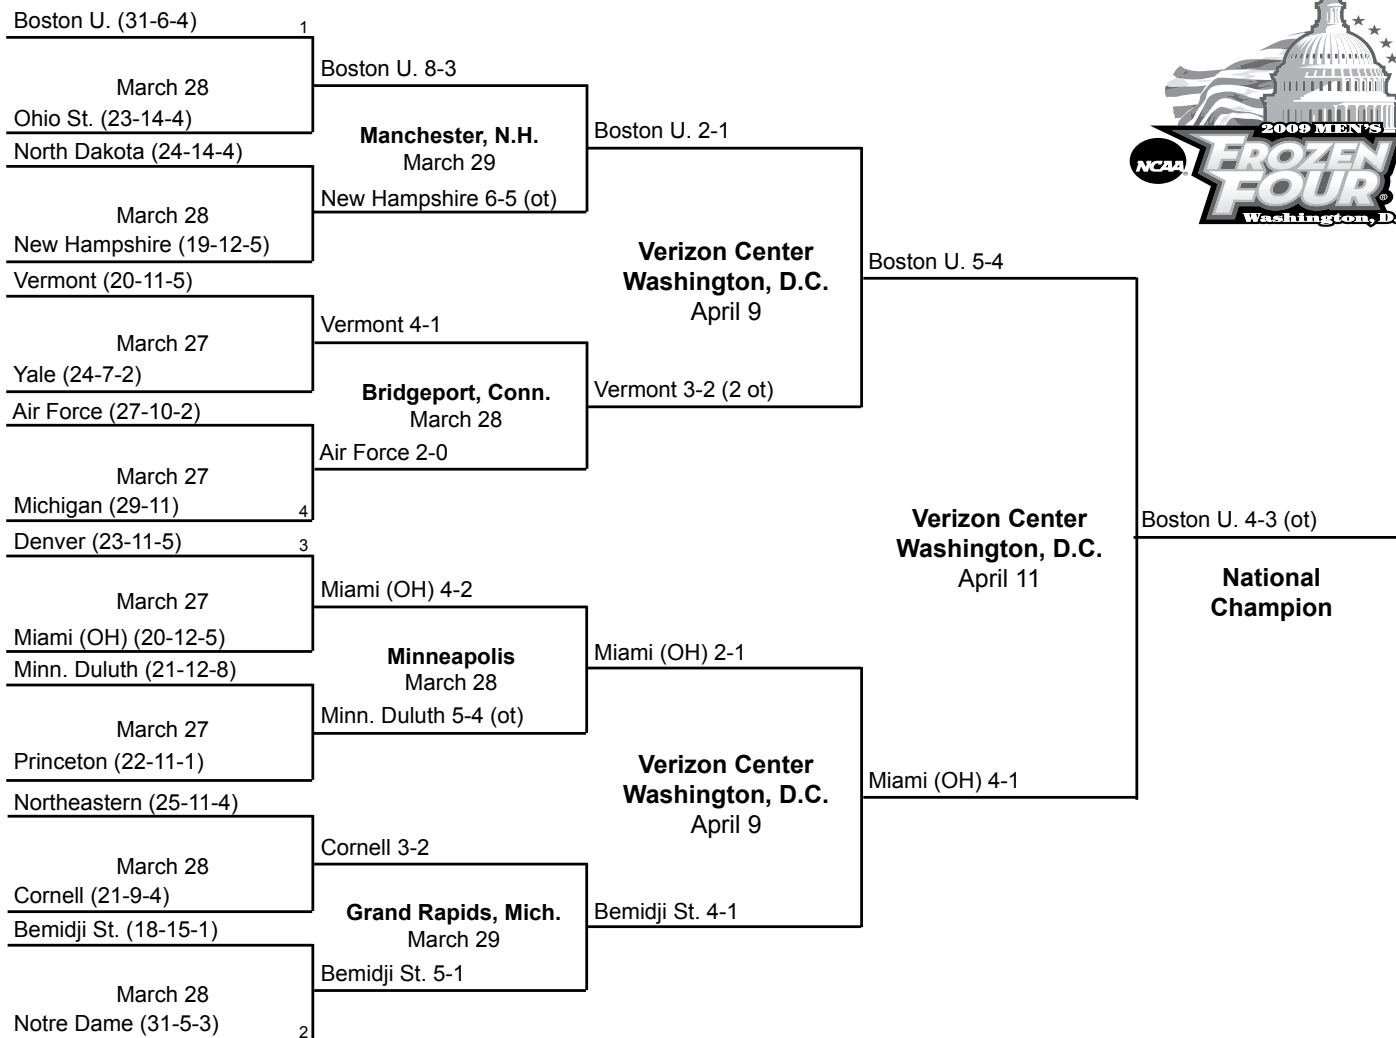 Boston U. (31-6-4)
1
March 28
Ohio St. (23-14-4)
North Dakota (24-14-4)
March 28
New Hampshire (19-12-5)
Vermont (20-11-5)
March 27
Yale (24-7-2)
Air Force (27-10-2)
March 27
Michigan (29-11)
4
Denver (23-11-5)
3
March 27
Miami (OH) (20-12-5)
Minn. Duluth (21-12-8)
March 27
Princeton (22-11-1)
Northeastern (25-11-4)
March 28
Cornell (21-9-4)
Bemidji St. (18-15-1)
March 28
Notre Dame (31-5-3)
2
Boston U. 8-3
Manchester, N.H.
March 29
New Hampshire 6-5 (ot)
Vermont 4-1
Bridgeport, Conn.
March 28
Air Force 2-0
Miami (OH) 4-2
Minneapolis
March 28
Minn. Duluth 5-4 (ot)
Cornell 3-2
Grand Rapids, Mich.
March 29
Bemidji St. 5-1
Boston U. 2-1
Verizon Center
Washington, D.C.
April 9
Vermont 3-2 (2 ot)
Miami (OH) 2-1
Verizon Center
Washington, D.C.
April 9
Bemidji St. 4-1
Boston U. 5-4
Verizon Center
Washington, D.C.
April 11
Miami (OH) 4-1
Boston U. 4-3 (ot)
National
Champion
2009 MEN'S
NCAA
FROZEN
FOUR
®
Washington, D.